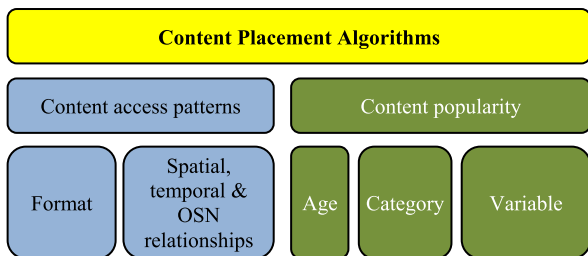 Content Placement Algorithms
Content access patterns
Content popularity
Format
Spatial,
temporal &
OSN
relationships
Age
Category
Variable